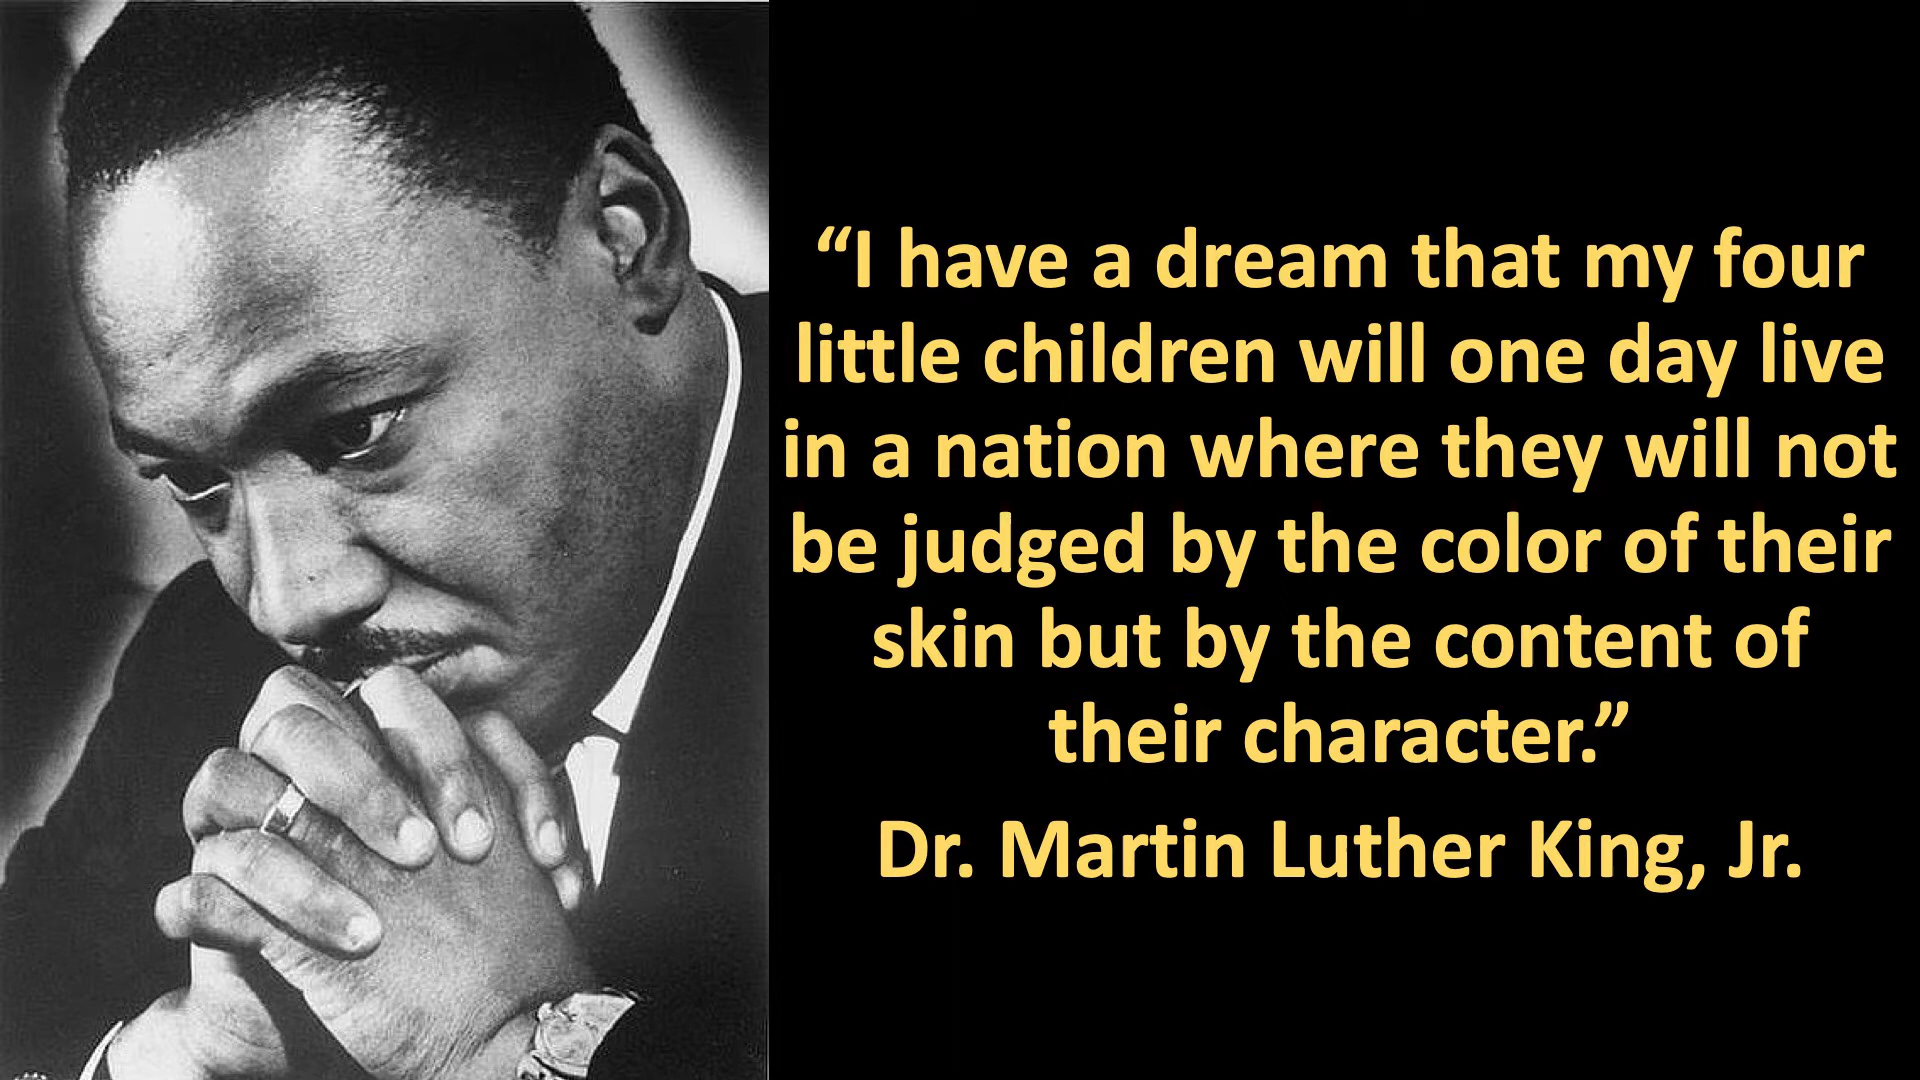 “I have a dream that my four
little children will one day live
in a nation where they will not
be judged by the color of their
skin but by the content of
their character.”
Dr. Martin Luther King, Jr.